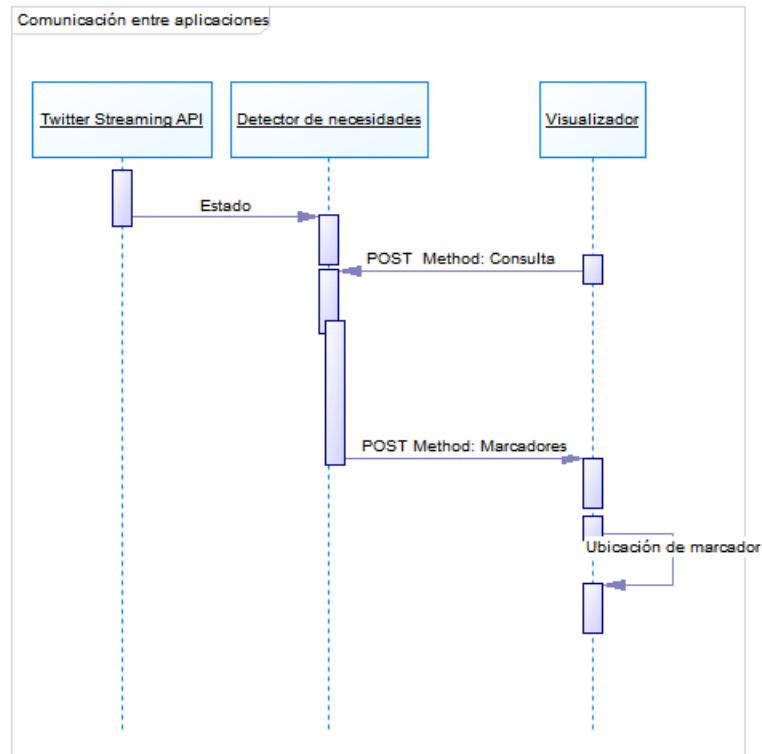 Comunicación entre aplicaciones
Twitter Streaming API
Detector de necesidades
Visualizador
Estado
POST Method: Consulta
POST Method: Marcadores
Ubicación de marcador